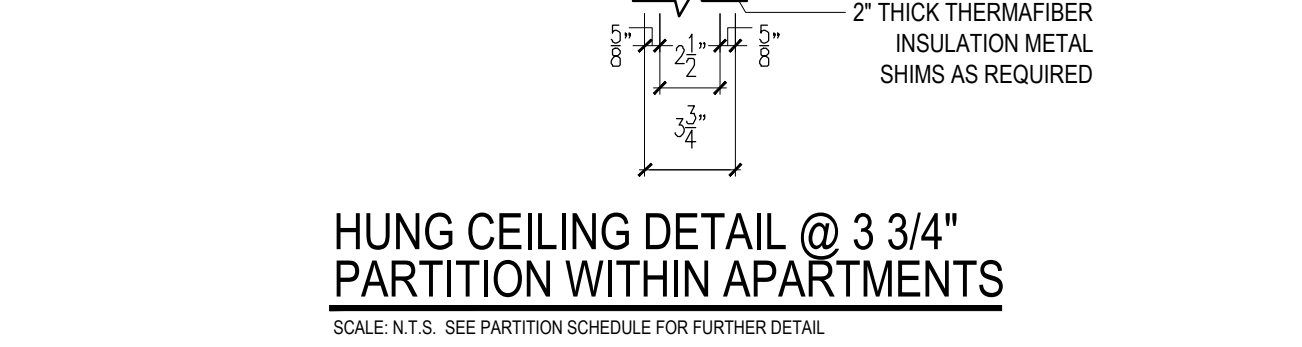 2" THICK THERMAFIBER
INSULATION METAL
SHIMS AS REQUIRED
5/8" 2 1/2" 5/8"
3 3/4"
HUNG CEILING DETAIL @ 3 3/4"
PARTITION WITHIN APARTMENTS
SCALE: N.T.S. SEE PARTITION SCHEDULE FOR FURTHER DETAIL